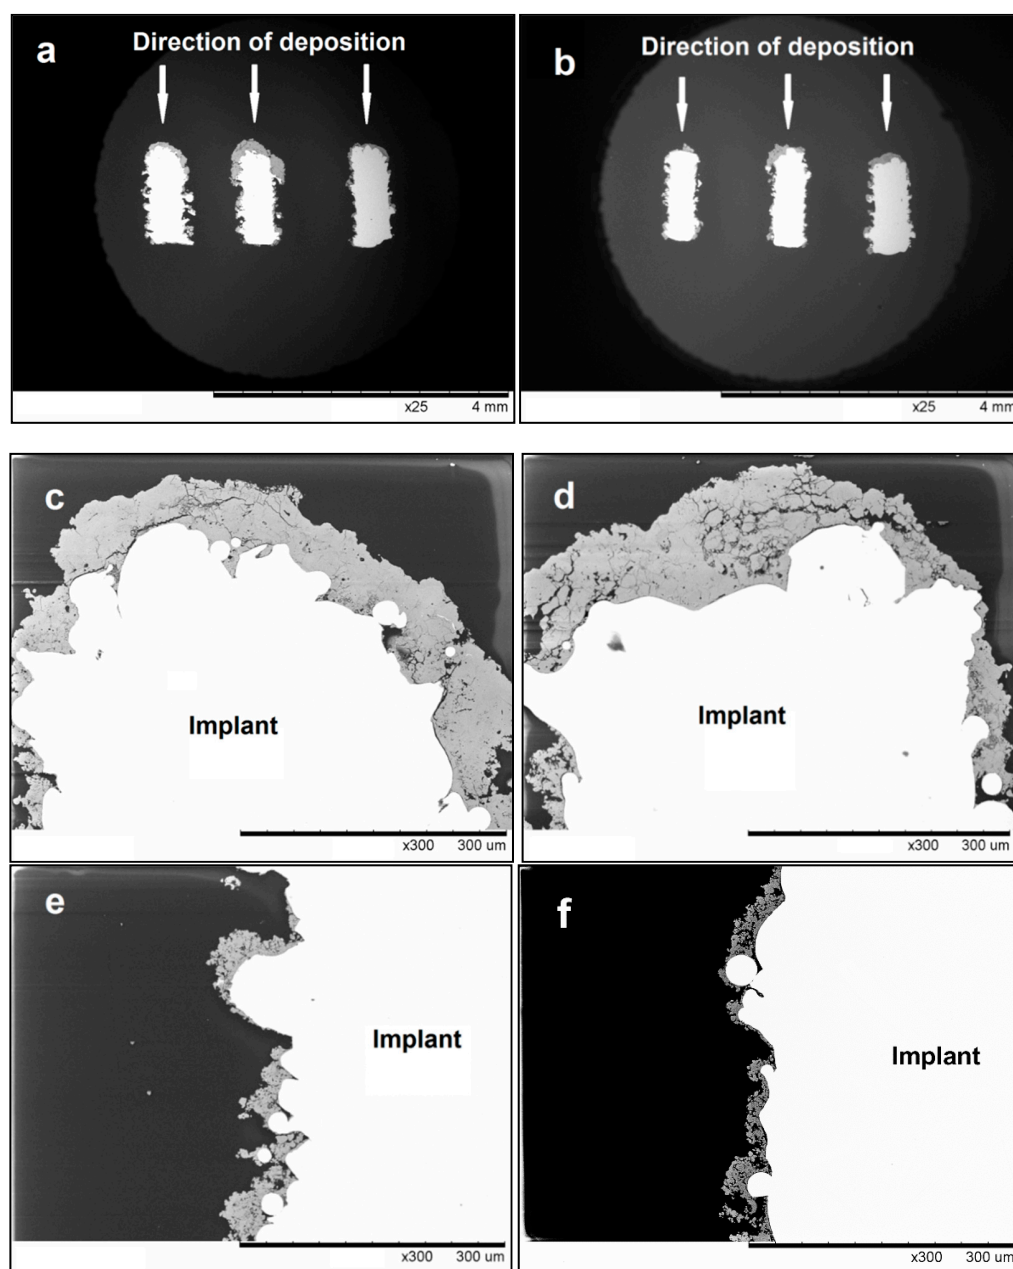 a
Direction of deposition
x25 4 mm
b
Direction of deposition
x25 4 mm
c
Implant
x300 300 um
d
Implant
x300 300 um
e
Implant
x300 300 um
f
Implant
x300 300 um